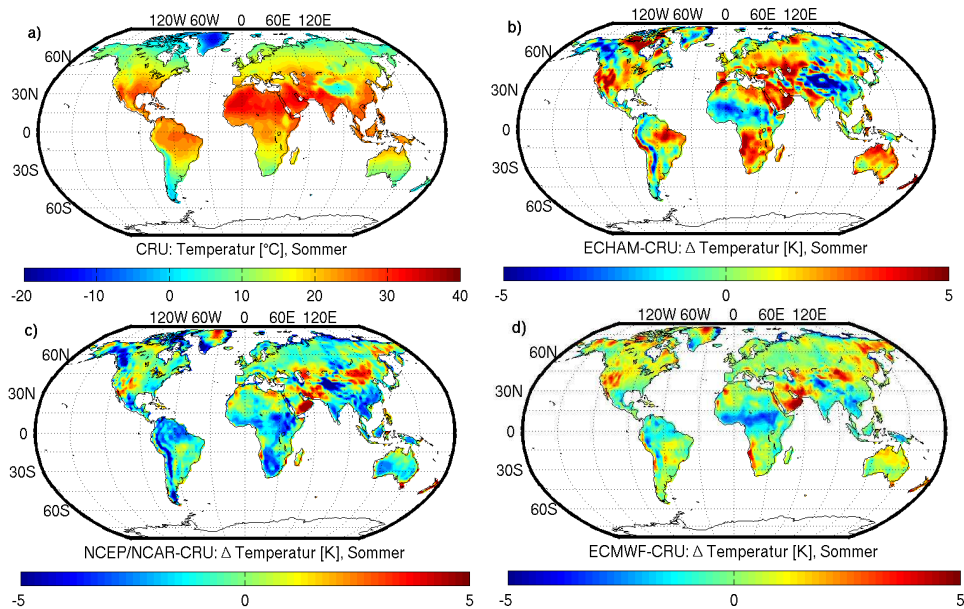 120W 60W 0 60E 120E
a)
60N
30N
0
30S
60S
CRU: Temperatur [°C], Sommer
-20 -10 0 10 20 30 40
120W 60W 0 60E 120E
b)
60N
30N
0
30S
60S
ECHAM-CRU: Δ Temperatur [K], Sommer
-5 0 5
120W 60W 0 60E 120E
c)
60N
30N
0
30S
60S
NCEP/NCAR-CRU: Δ Temperatur [K], Sommer
-5 0 5
120W 60W 0 60E 120E
d)
60N
30N
0
30S
60S
ECMWF-CRU: Δ Temperatur [K], Sommer
-5 0 5